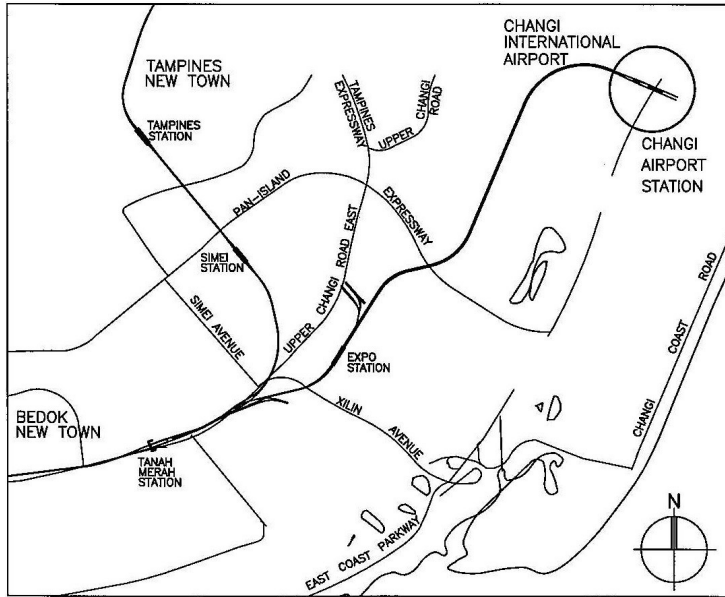 CHANGI
INTERNATIONAL
AIRPORT
TAMPINES
NEW TOWN
TAMPINES
EXPRESSWAY
UPPER
CHANGI
ROAD
TAMPINES
STATION
CHANGI
AIRPORT
STATION
PAN-ISLAND
EXPRESSWAY
SIMEI
STATION
UPPER CHANGI ROAD EAST
SIMEI AVENUE
CHANGI COAST ROAD
EXPO
STATION
XILIN AVENUE
BEDOK
NEW TOWN
TANAH
MERAH
STATION
EAST COAST PARKWAY
N